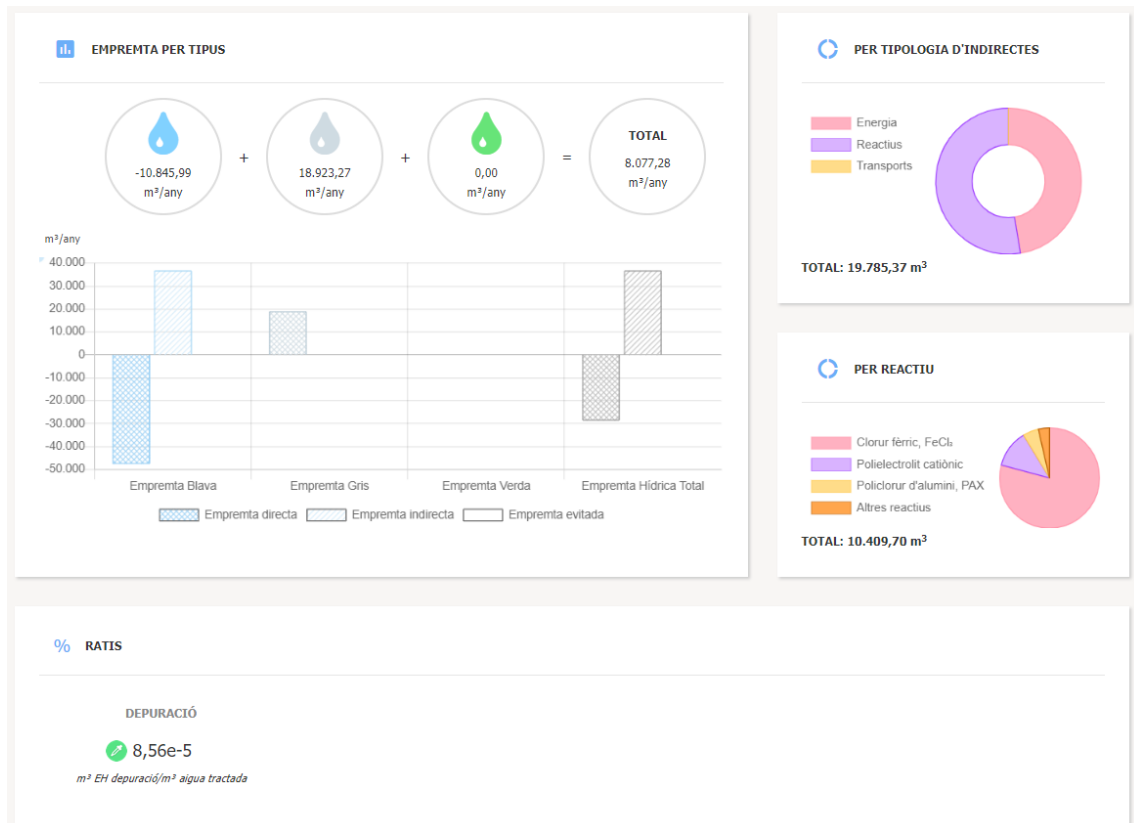 EMPREMTA PER TIPUS
-10.845,99
m³/any
+
18.923,27
m³/any
+
0,00
m³/any
=
TOTAL
8.077,28
m³/any
m³/any
40.000
30.000
20.000
10.000
0
-10.000
-20.000
-30.000
-40.000
-50.000
Empremta Blava
Empremta Gris
Empremta Verda
Empremta Hídrica Total
Empremta directa
Empremta indirecta
Empremta evitada
PER TIPOLOGIA D'INDIRECTES
Energia
Reactius
Transports
TOTAL: 19.785,37 m³
PER REACTIU
Clorur fèrric, FeCl₃
Polielectrolit catiònic
Policlorur d'alumini, PAX
Altres reactius
TOTAL: 10.409,70 m³
% RATIS
DEPURACIÓ
8,56e-5
m³ EH depuració/m³ aigua tractada